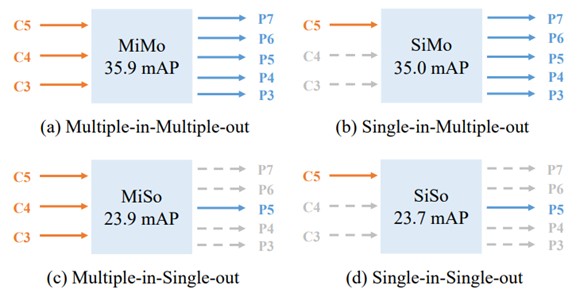 C5
C4
C3
MiMo
35.9 mAP
P7
P6
P5
P4
P3
(a) Multiple-in-Multiple-out
C5
C4
C3
SiMo
35.0 mAP
P7
P6
P5
P4
P3
(b) Single-in-Multiple-out
C5
C4
C3
MiSo
23.9 mAP
P7
P6
P5
P4
P3
(c) Multiple-in-Single-out
C5
C4
C3
SiSo
23.7 mAP
P7
P6
P5
P4
P3
(d) Single-in-Single-out